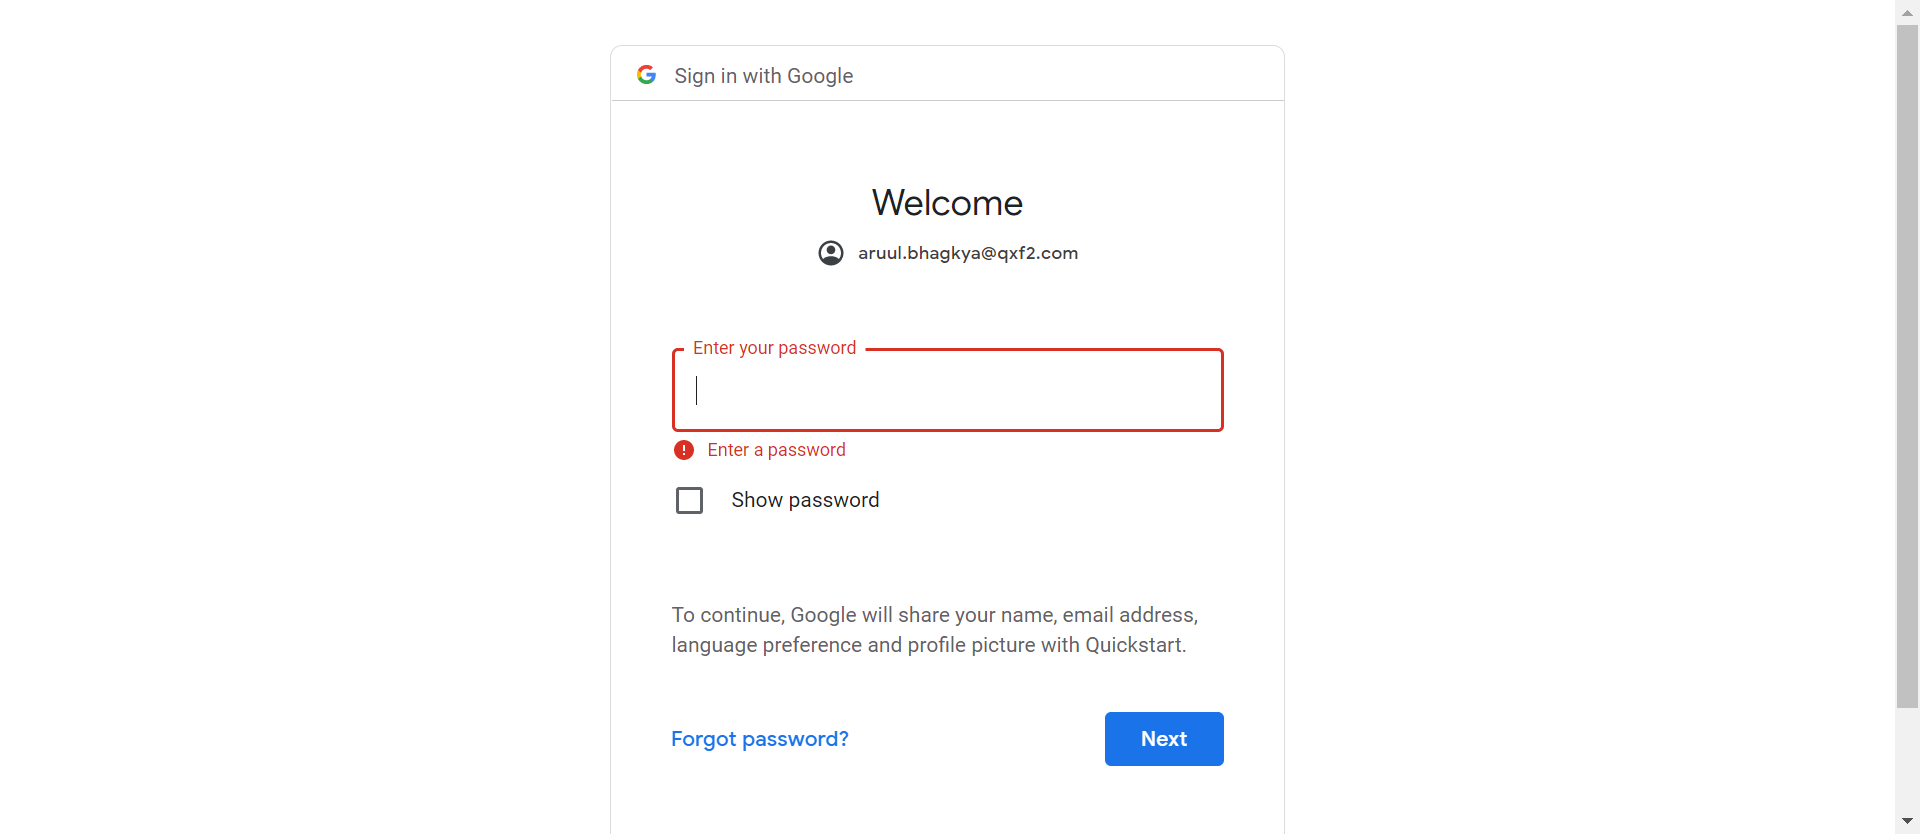 Sign in with Google
Welcome
aruul.bhagkya@qxf2.com
Enter your password
Enter a password
Show password
To continue, Google will share your name, email address,
language preference and profile picture with Quickstart.
Forgot password?
Next